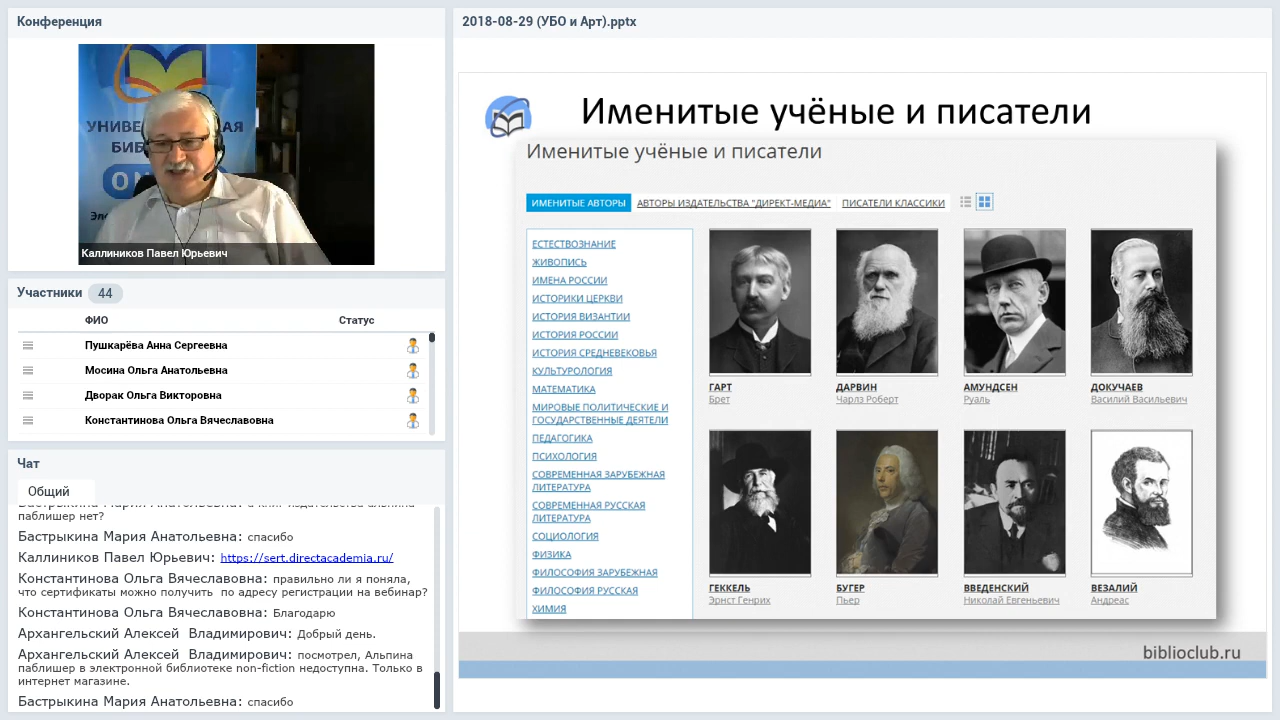 Конференция
УНИВЕ
АЯ
БИБ
Эле
Каллиников Павел Юрьевич
Участники 44
ФИО Статус
Пушкарёва Анна Сергеевна
Мосина Ольга Анатольевна
Дворак Ольга Викторовна
Константинова Ольга Вячеславовна
Чат
Общий
Бастрыкина Мария Анатольевна:
паблишер нет?
Бастрыкина Мария Анатольевна: спасибо
Каллиников Павел Юрьевич: https://sert.directacademia.ru/
Константинова Ольга Вячеславовна: правильно ли я поняла,
что сертификаты можно получить по адресу регистрации на вебинар?
Константинова Ольга Вячеславовна: Благодарю
Архангельский Алексей Владимирович: Добрый день.
Архангельский Алексей Владимирович: посмотрел, Альпина
паблишер в электронной библиотеке non-fiction недоступна. Только в
интернет магазине.
Бастрыкина Мария Анатольевна: спасибо
2018-08-29 (УБО и Арт).pptx
Именитые учёные и писатели
Именитые учёные и писатели
ИМЕНИТЫЕ АВТОРЫ АВТОРЫ ИЗДАТЕЛЬСТВА "ДИРЕКТ-МЕДИА" ПИСАТЕЛИ КЛАССИКИ
ЕСТЕСТВОЗНАНИЕ
ЖИВОПИСЬ
ИМЕНА РОССИИ
ИСТОРИКИ ЦЕРКВИ
ИСТОРИЯ ВИЗАНТИИ
ИСТОРИЯ РОССИИ
ИСТОРИЯ СРЕДНЕВЕКОВЬЯ
КУЛЬТУРОЛОГИЯ
МАТЕМАТИКА
МИРОВЫЕ ПОЛИТИЧЕСКИЕ И
ГОСУДАРСТВЕННЫЕ ДЕЯТЕЛИ
ПЕДАГОГИКА
ПСИХОЛОГИЯ
СОВРЕМЕННАЯ ЗАРУБЕЖНАЯ
ЛИТЕРАТУРА
СОВРЕМЕННАЯ РУССКАЯ
ЛИТЕРАТУРА
СОЦИОЛОГИЯ
ФИЗИКА
ФИЛОСОФИЯ ЗАРУБЕЖНАЯ
ФИЛОСОФИЯ РУССКАЯ
ХИМИЯ
ГАРТ ДАРВИН АМУНДСЕН ДОКУЧАЕВ
Брет Чарлз Роберт Руаль Василий Васильевич
ГЕККЕЛЬ БУГЕР ВВЕДЕНСКИЙ ВЕЗАЛИЙ
Эрнст Генрих Пьер Николай Евгеньевич Андреас
biblioclub.ru